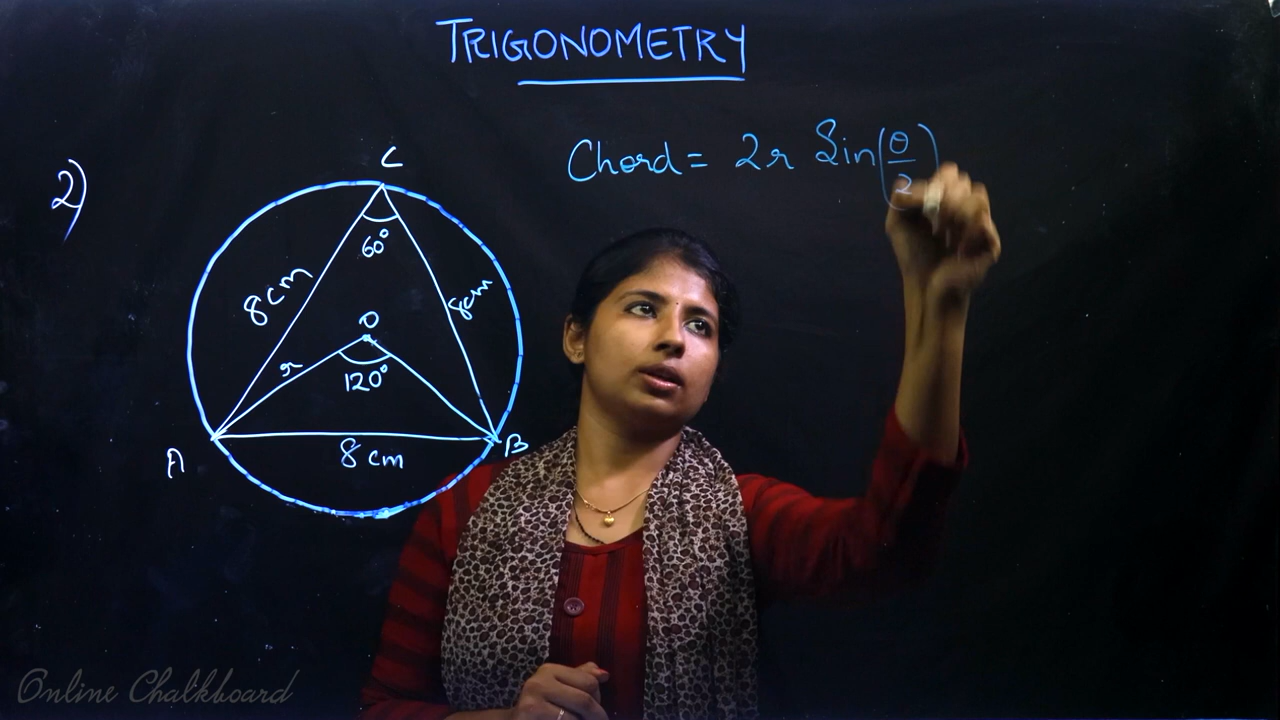 TRIGONOMETRY
Chord = 2r Sin(θ/2)
2)
C
60°
8cm
8cm
O
r
120°
A
B
8 cm
Online Chalkboard